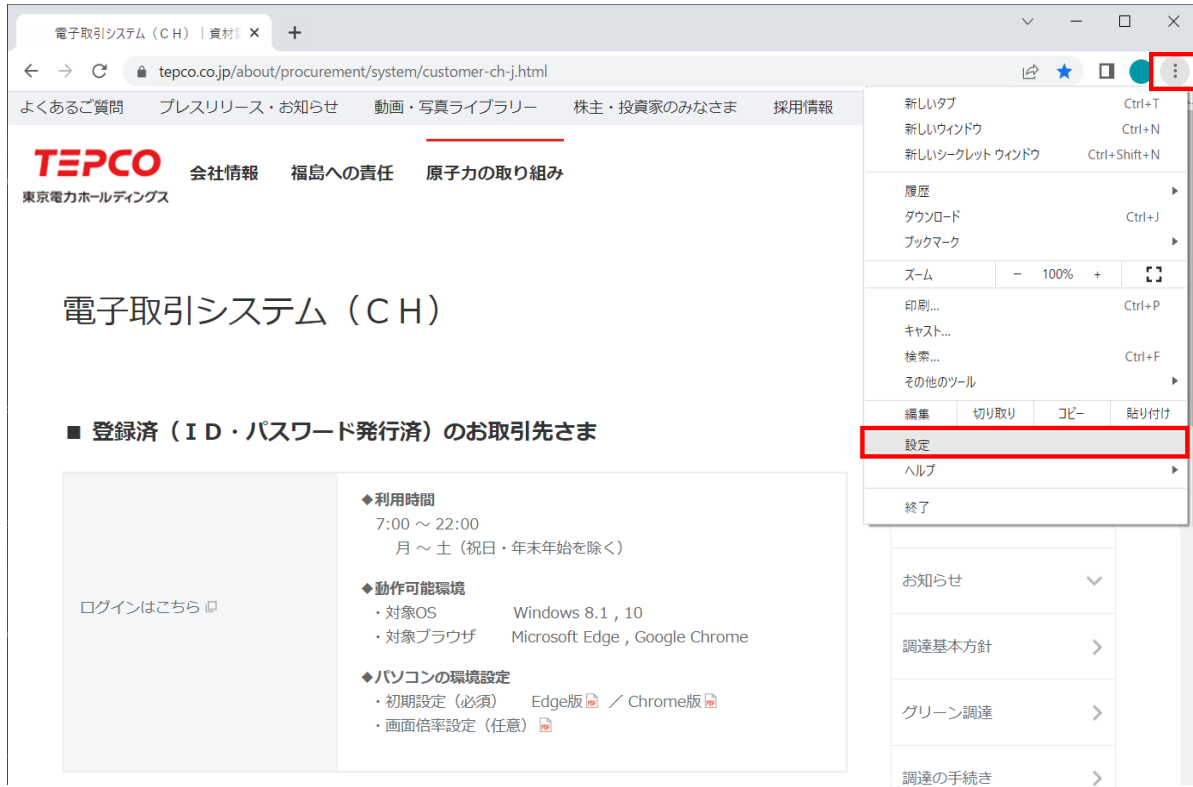 電子取引システム（ＣＨ）｜資材
tepco.co.jp/about/procurement/system/customer-ch-j.html
よくあるご質問 プレスリリース・お知らせ 動画・写真ライブラリー 株主・投資家のみなさま 採用情報
TEPCO
東京電力ホールディングス
会社情報 福島への責任 原子力の取り組み
新しいタブ Ctrl+T
新しいウィンドウ Ctrl+N
新しいシークレット ウィンドウ Ctrl+Shift+N
履歴
ダウンロード Ctrl+J
ブックマーク
ズーム － 100% +
印刷... Ctrl+P
キャスト...
検索... Ctrl+F
その他のツール
編集 切り取り コピー 貼り付け
設定
ヘルプ
終了
電子取引システム（ＣＨ）
■ 登録済（ＩＤ・パスワード発行済）のお取引先さま
ログインはこちら
◆利用時間
7:00 ～ 22:00
月 ～ 土（祝日・年末年始を除く）
◆動作可能環境
・対象OS Windows 8.1 , 10
・対象ブラウザ Microsoft Edge , Google Chrome
◆パソコンの環境設定
・初期設定（必須） Edge版 ／ Chrome版
・画面倍率設定（任意）
お知らせ
調達基本方針
グリーン調達
調達の手続き